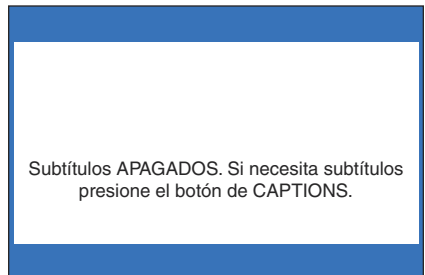 Subtítulos APAGADOS. Si necesita subtítulos
presione el botón de CAPTIONS.